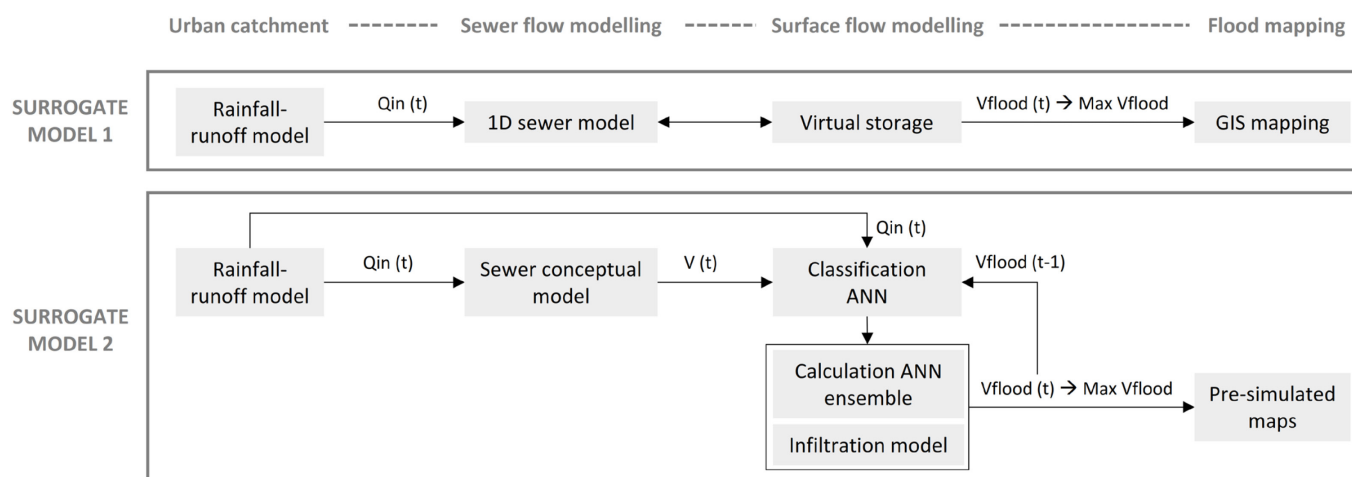 Urban catchment
Sewer flow modelling
Surface flow modelling
Flood mapping
SURROGATE
MODEL 1
Rainfall-
runoff model
Qin (t)
1D sewer model
Virtual storage
Vflood (t) → Max Vflood
GIS mapping
SURROGATE
MODEL 2
Rainfall-
runoff model
Qin (t)
Sewer conceptual
model
V (t)
Qin (t)
Classification
ANN
Vflood (t-1)
Calculation ANN
ensemble
Infiltration model
Vflood (t) → Max Vflood
Pre-simulated
maps